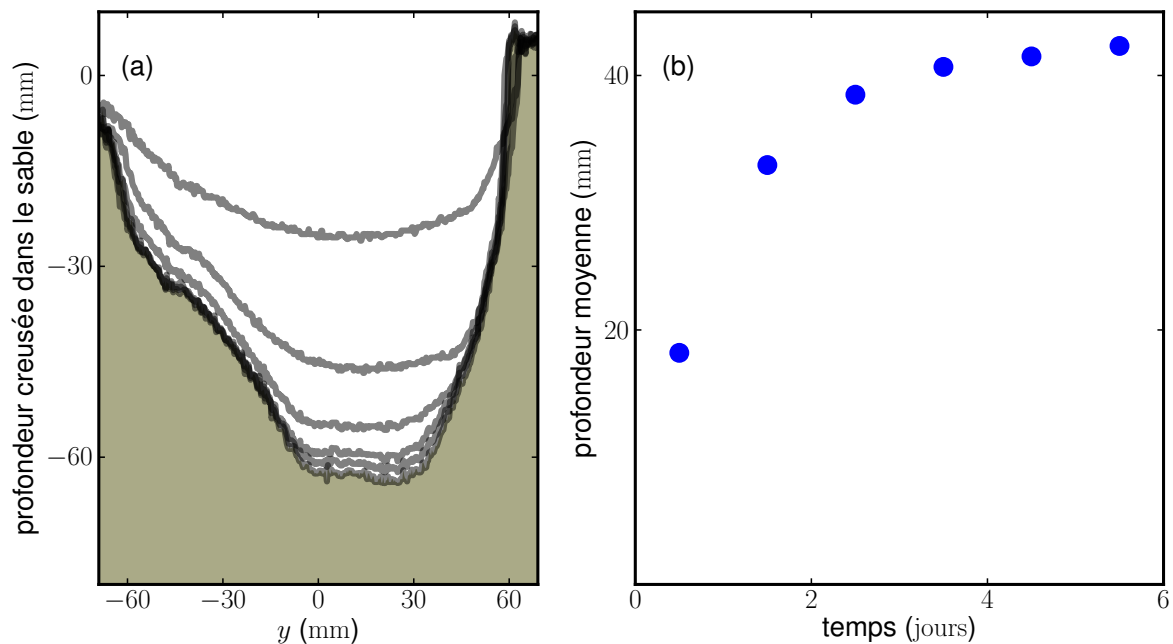 (a)
profondeur creusée dans le sable (mm)
0
−30
−60
−60 −30 0 30 60
y (mm)
(b)
profondeur moyenne (mm)
40
20
0 2 4 6
temps (jours)